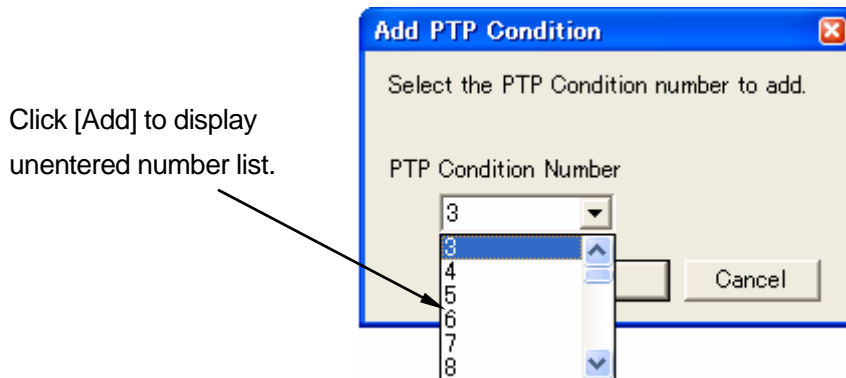 Add PTP Condition
Select the PTP Condition number to add.
Click [Add] to display
unentered number list.
PTP Condition Number
3
3
4
5
6
7
8
Cancel